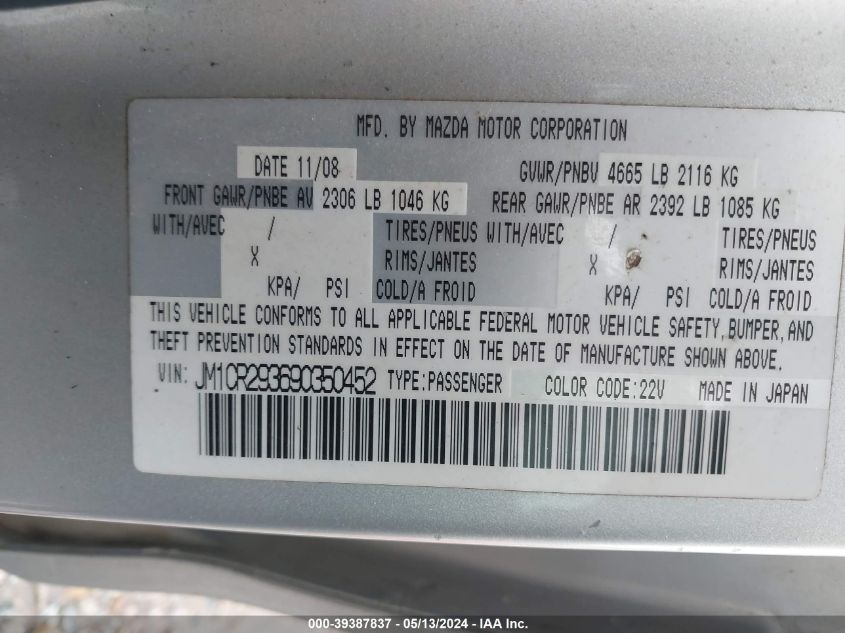 MFD. BY MAZDA MOTOR CORPORATION
DATE 11/08 GVWR/PNBV 4665 LB 2116 KG
FRONT GAWR/PNBE AV 2306 LB 1046 KG REAR GAWR/PNBE AR 2392 LB 1085 KG
WITH/AVEC / TIRES/PNEUS WITH/AVEC / TIRES/PNEUS
X RIMS/JANTES X RIMS/JANTES
KPA/ PSI COLD/A FROID KPA/ PSI COLD/A FROID
THIS VEHICLE CONFORMS TO ALL APPLICABLE FEDERAL MOTOR VEHICLE SAFETY, BUMPER, AND
THEFT PREVENTION STANDARDS IN EFFECT ON THE DATE OF MANUFACTURE SHOWN ABOVE.
VIN: JM1CR293690350452 TYPE:PASSENGER COLOR CODE:22V MADE IN JAPAN
000-39387837 - 05/13/2024 - IAA Inc.